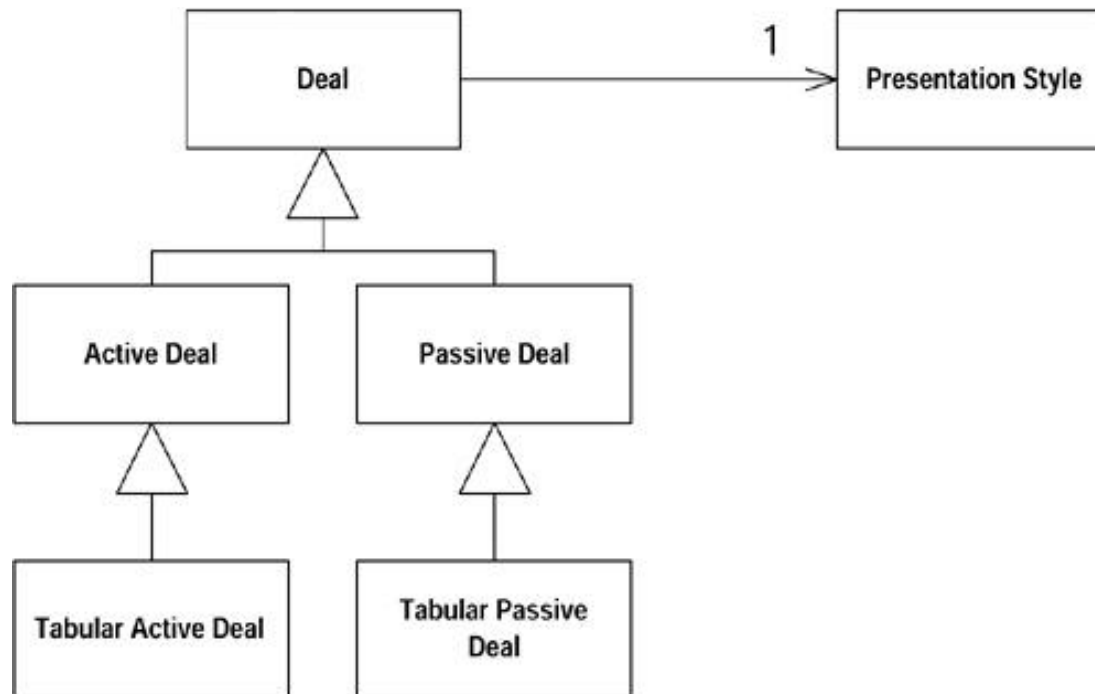 Deal
1
Presentation Style
Active Deal
Passive Deal
Tabular Active Deal
Tabular Passive
Deal